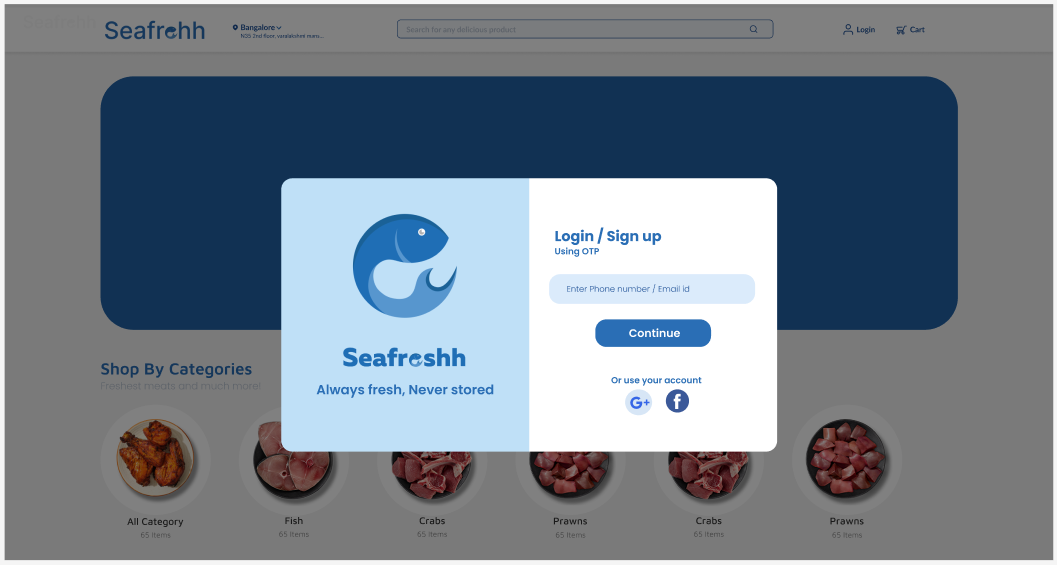 Seafreshh
Bangalore
N35 2nd floor, varalakshmi mans...
Search for any delicious product
Login
Cart
Login / Sign up
Using OTP
Enter Phone number / Email id
Continue
Or use your account
G+
f
Seafreshh
Always fresh, Never stored
Shop By Categories
Freshest meats and much more!
All Category
65 Items
Fish
65 Items
Crabs
65 Items
Prawns
65 Items
Crabs
65 Items
Prawns
65 Items